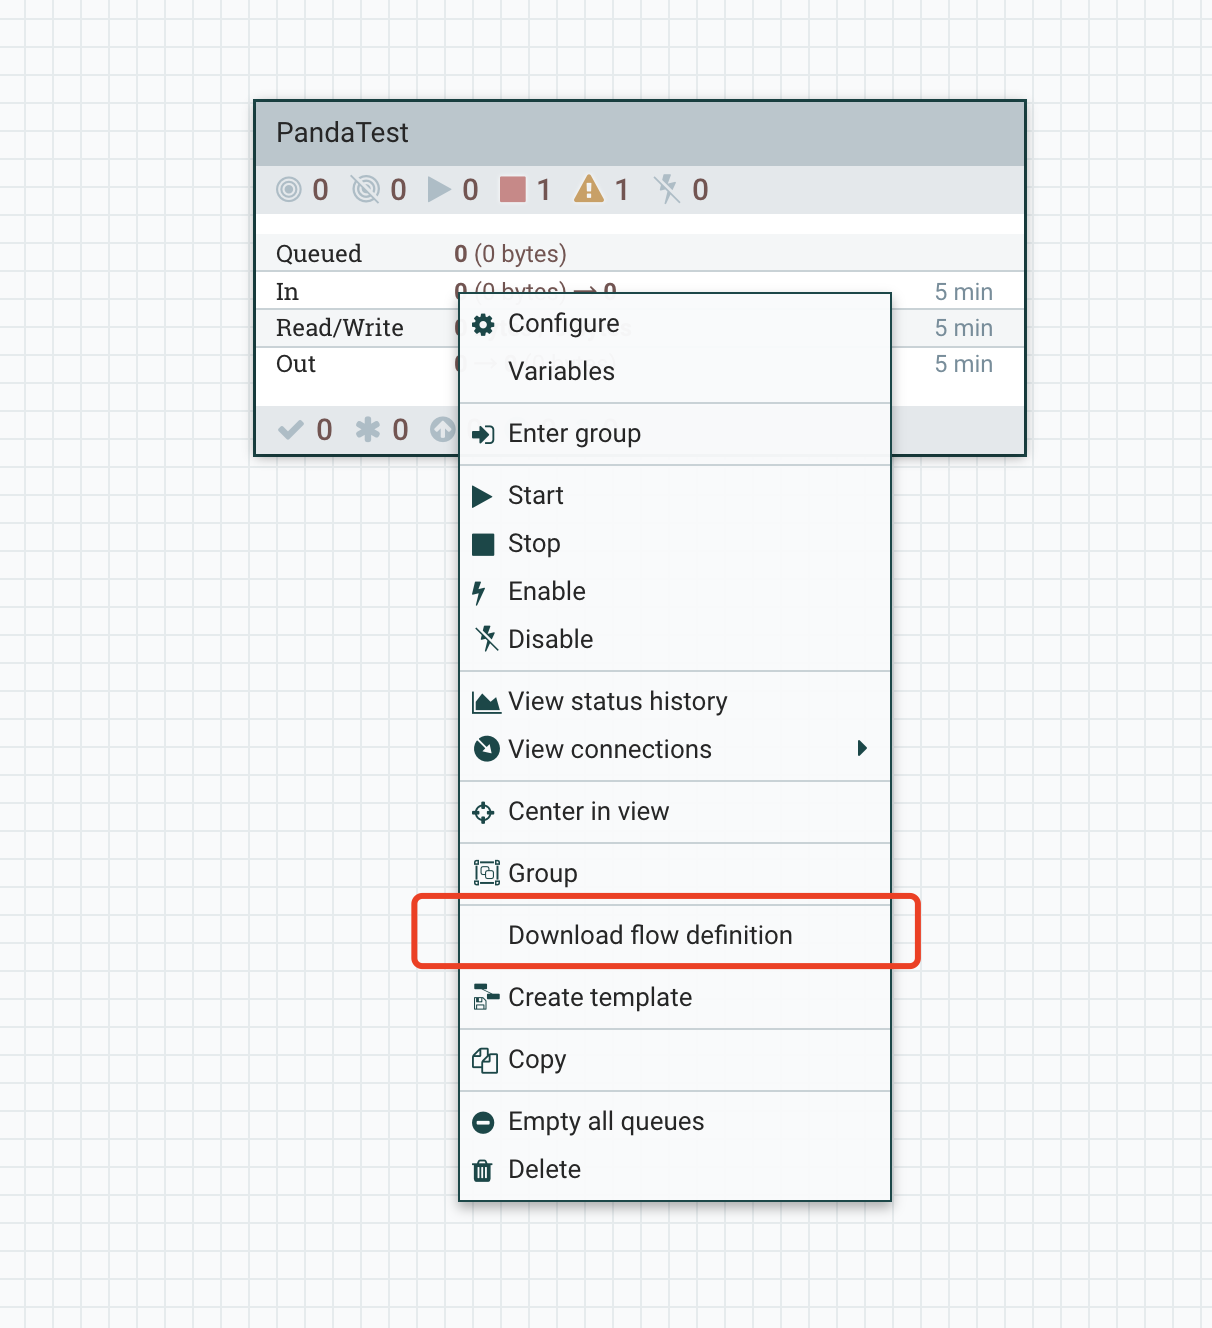 PandaTest
0 0 0 1 1 0
Queued 0 (0 bytes)
In 0 (0 bytes) → 0 5 min
Read/Write 5 min
Out 0 → 5 min
0 0
Configure
Variables
Enter group
Start
Stop
Enable
Disable
View status history
View connections
Center in view
Group
Download flow definition
Create template
Copy
Empty all queues
Delete